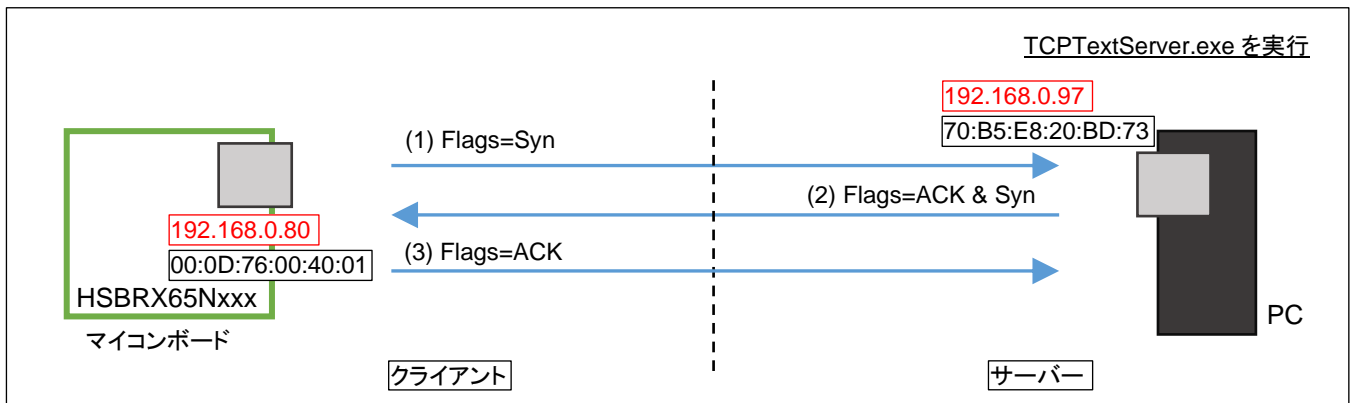 TCPTextServer.exe を実行
192.168.0.97
70:B5:E8:20:BD:73
(1) Flags=Syn
(2) Flags=ACK & Syn
192.168.0.80
(3) Flags=ACK
00:0D:76:00:40:01
HSBRX65Nxxx
PC
マイコンボード
クライアント
サーバー